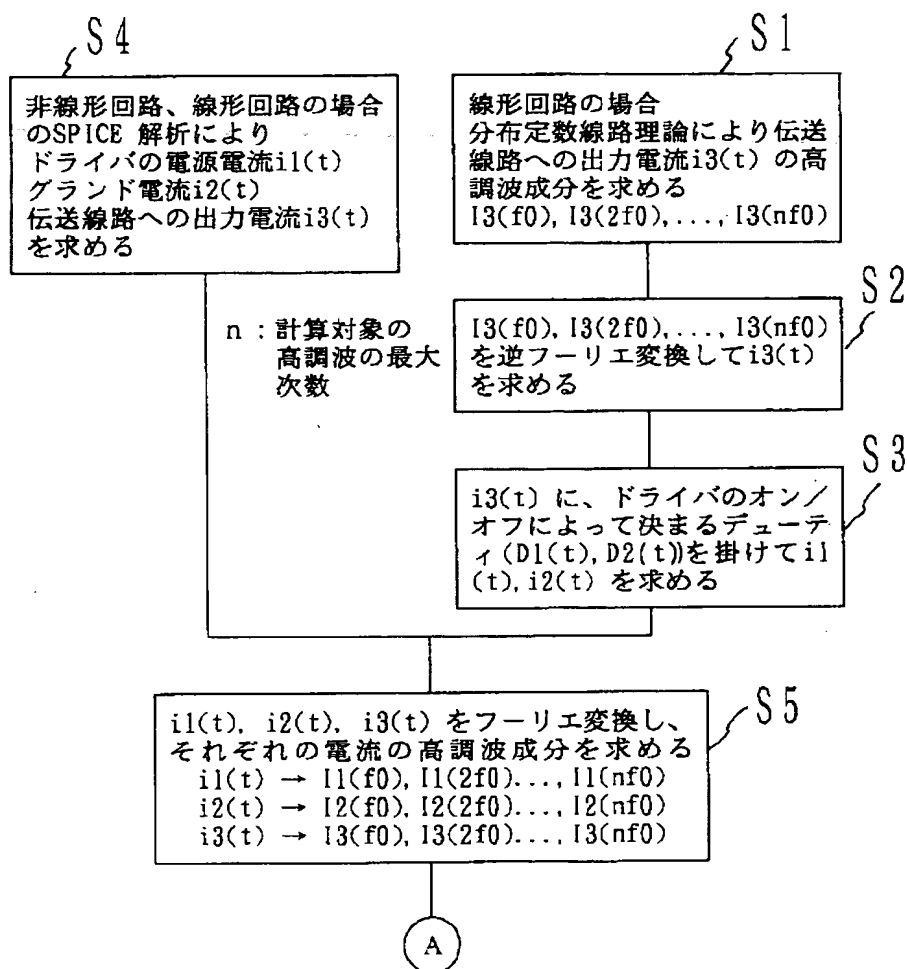 S4
非線形回路、線形回路の場合
のSPICE 解析により
ドライバの電源電流i1(t)
グランド電流i2(t)
伝送線路への出力電流i3(t)
を求める
S1
線形回路の場合
分布定数線路理論により伝送
線路への出力電流i3(t) の高
調波成分を求める
I3(f0), I3(2f0), ..., I3(nf0)
n：計算対象の
高調波の最大
次数
S2
I3(f0), I3(2f0), ..., I3(nf0)
を逆フーリエ変換してi3(t)
を求める
S3
i3(t) に、ドライバのオン／
オフによって決まるデューテ
ィ(D1(t), D2(t))を掛けてi1
(t), i2(t) を求める
S5
i1(t), i2(t), i3(t) をフーリエ変換し、
それぞれの電流の高調波成分を求める
i1(t) → I1(f0), I1(2f0)..., I1(nf0)
i2(t) → I2(f0), I2(2f0)..., I2(nf0)
i3(t) → I3(f0), I3(2f0)..., I3(nf0)
A